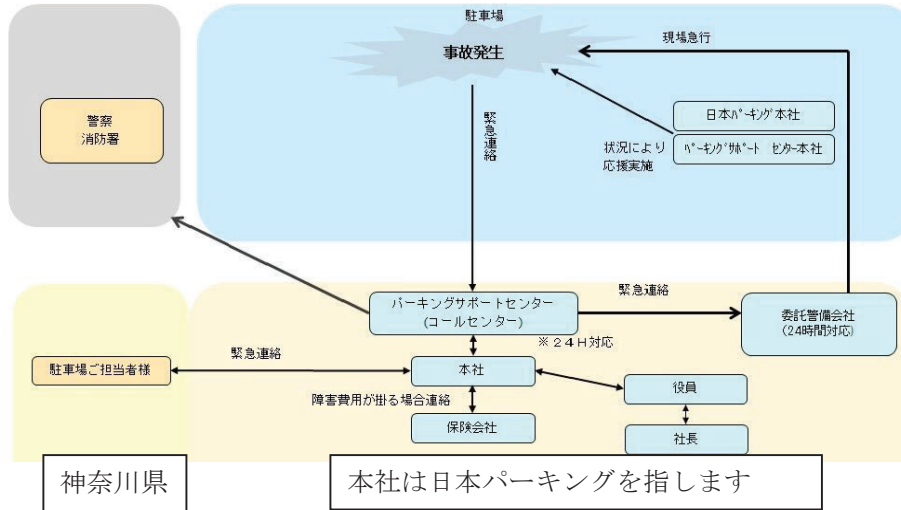 駐車場
事故発生
現場急行
警察
消防署
緊急連絡
日本ﾊﾟｰｷﾝｸﾞ本社
ﾊﾟｰｷﾝｸﾞｻﾎﾟｰﾄ ｾﾝﾀｰ本社
状況により
応援実施
パーキングサポートセンター
(コールセンター)
緊急連絡
委託警備会社
(24時間対応)
※２４Ｈ対応
駐車場ご担当者様
緊急連絡
本社
役員
障害費用が掛る場合連絡
保険会社
社長
神奈川県
本社は日本パーキングを指します